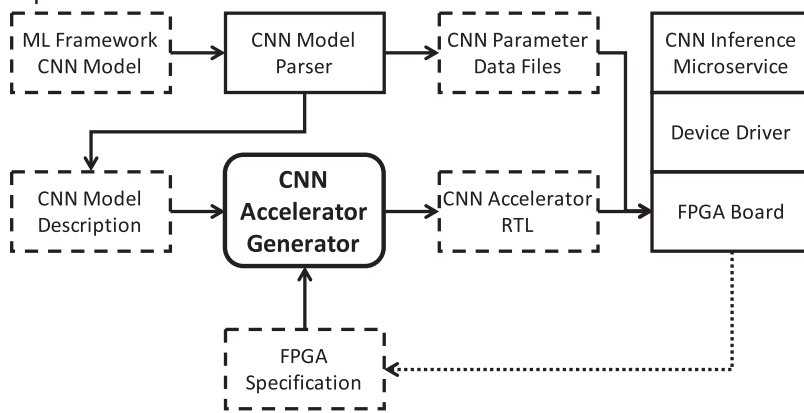 ML Framework
CNN Model
CNN Model
Parser
CNN Parameter
Data Files
CNN Inference
Microservice
Device Driver
CNN Model
Description
CNN
Accelerator
Generator
CNN Accelerator
RTL
FPGA Board
FPGA
Specification